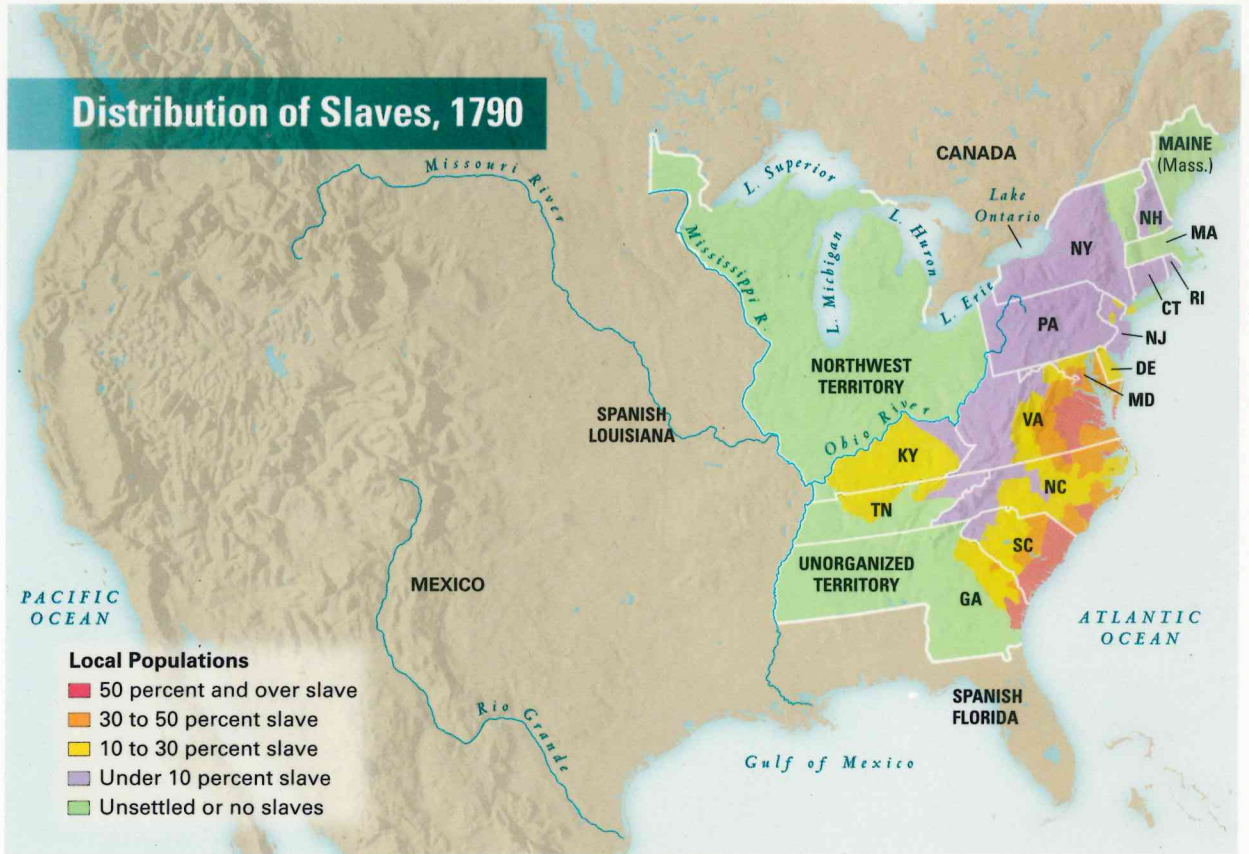 Distribution of Slaves, 1790
Missouri River
L. Superior
CANADA
MAINE
(Mass.)
Lake
Ontario
NH
MA
NY
L. Huron
Mississippi R.
L. Michigan
RI
CT
L. Erie
PA
NJ
NORTHWEST
TERRITORY
DE
MD
SPANISH
LOUISIANA
Ohio River
VA
KY
NC
TN
SC
UNORGANIZED
TERRITORY
MEXICO
GA
PACIFIC
OCEAN
ATLANTIC
OCEAN
Local Populations
50 percent and over slave
30 to 50 percent slave
10 to 30 percent slave
Under 10 percent slave
Unsettled or no slaves
Rio Grande
SPANISH
FLORIDA
Gulf of Mexico